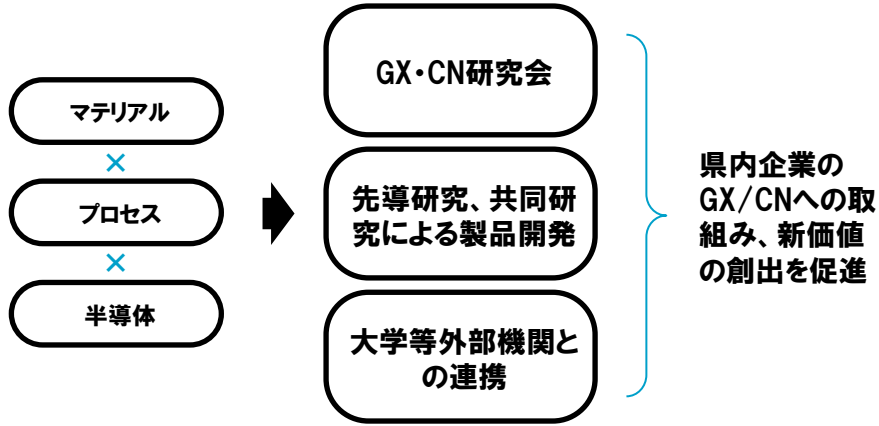 マテリアル
×
プロセス
×
半導体
GX・CN研究会
先導研究、共同研
究による製品開発
大学等外部機関と
の連携
県内企業の
GX/CNへの取
組み、新価値
の創出を促進